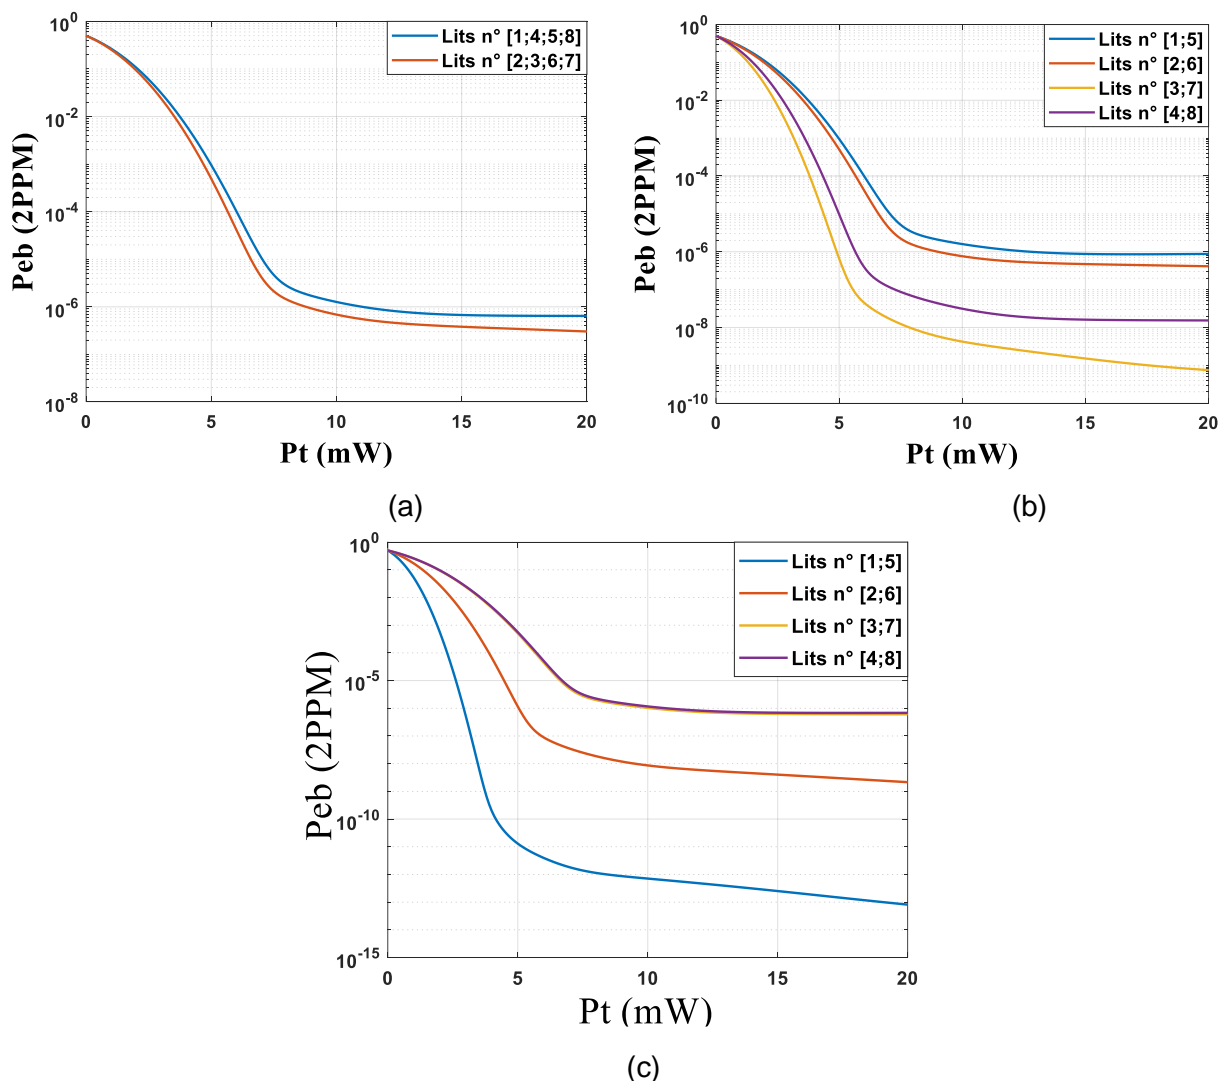 10^0
10^-2
10^-4
10^-6
10^-8
Peb (2PPM)
Lits n° [1;4;5;8]
Lits n° [2;3;6;7]
0 5 10 15 20
Pt (mW)
(a)
10^0
10^-2
10^-4
10^-6
10^-8
10^-10
Peb (2PPM)
Lits n° [1;5]
Lits n° [2;6]
Lits n° [3;7]
Lits n° [4;8]
0 5 10 15 20
Pt (mW)
(b)
10^0
10^-5
10^-10
10^-15
Peb (2PPM)
Lits n° [1;5]
Lits n° [2;6]
Lits n° [3;7]
Lits n° [4;8]
0 5 10 15 20
Pt (mW)
(c)